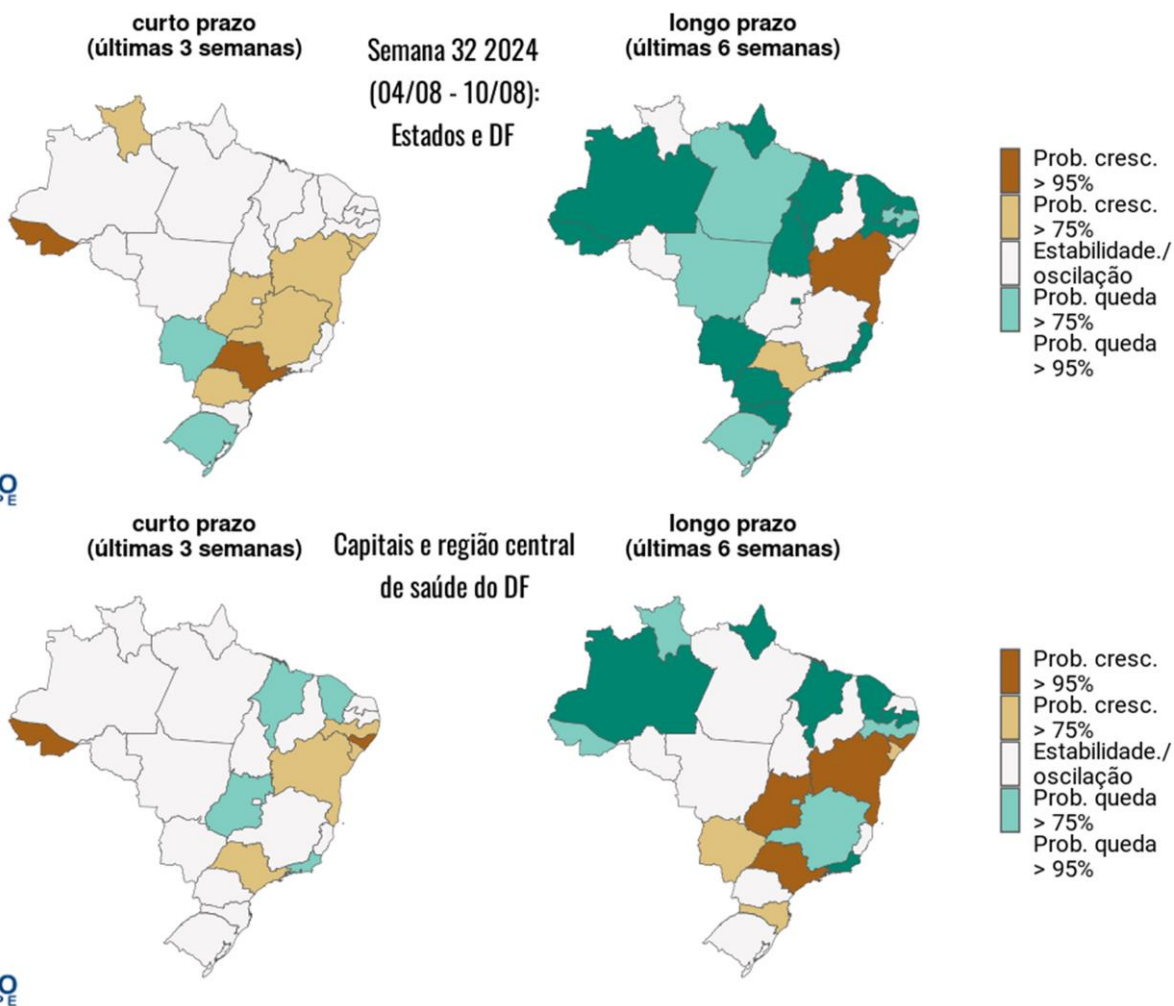 curto prazo
(últimas 3 semanas)
Semana 32 2024
(04/08 - 10/08):
Estados e DF
longo prazo
(últimas 6 semanas)
Prob. cresc.
> 95%
Prob. cresc.
> 75%
Estabilidade./
oscilação
Prob. queda
> 75%
Prob. queda
> 95%
O
PE
curto prazo
(últimas 3 semanas)
Capitais e região central
de saúde do DF
longo prazo
(últimas 6 semanas)
Prob. cresc.
> 95%
Prob. cresc.
> 75%
Estabilidade./
oscilação
Prob. queda
> 75%
Prob. queda
> 95%
O
PE